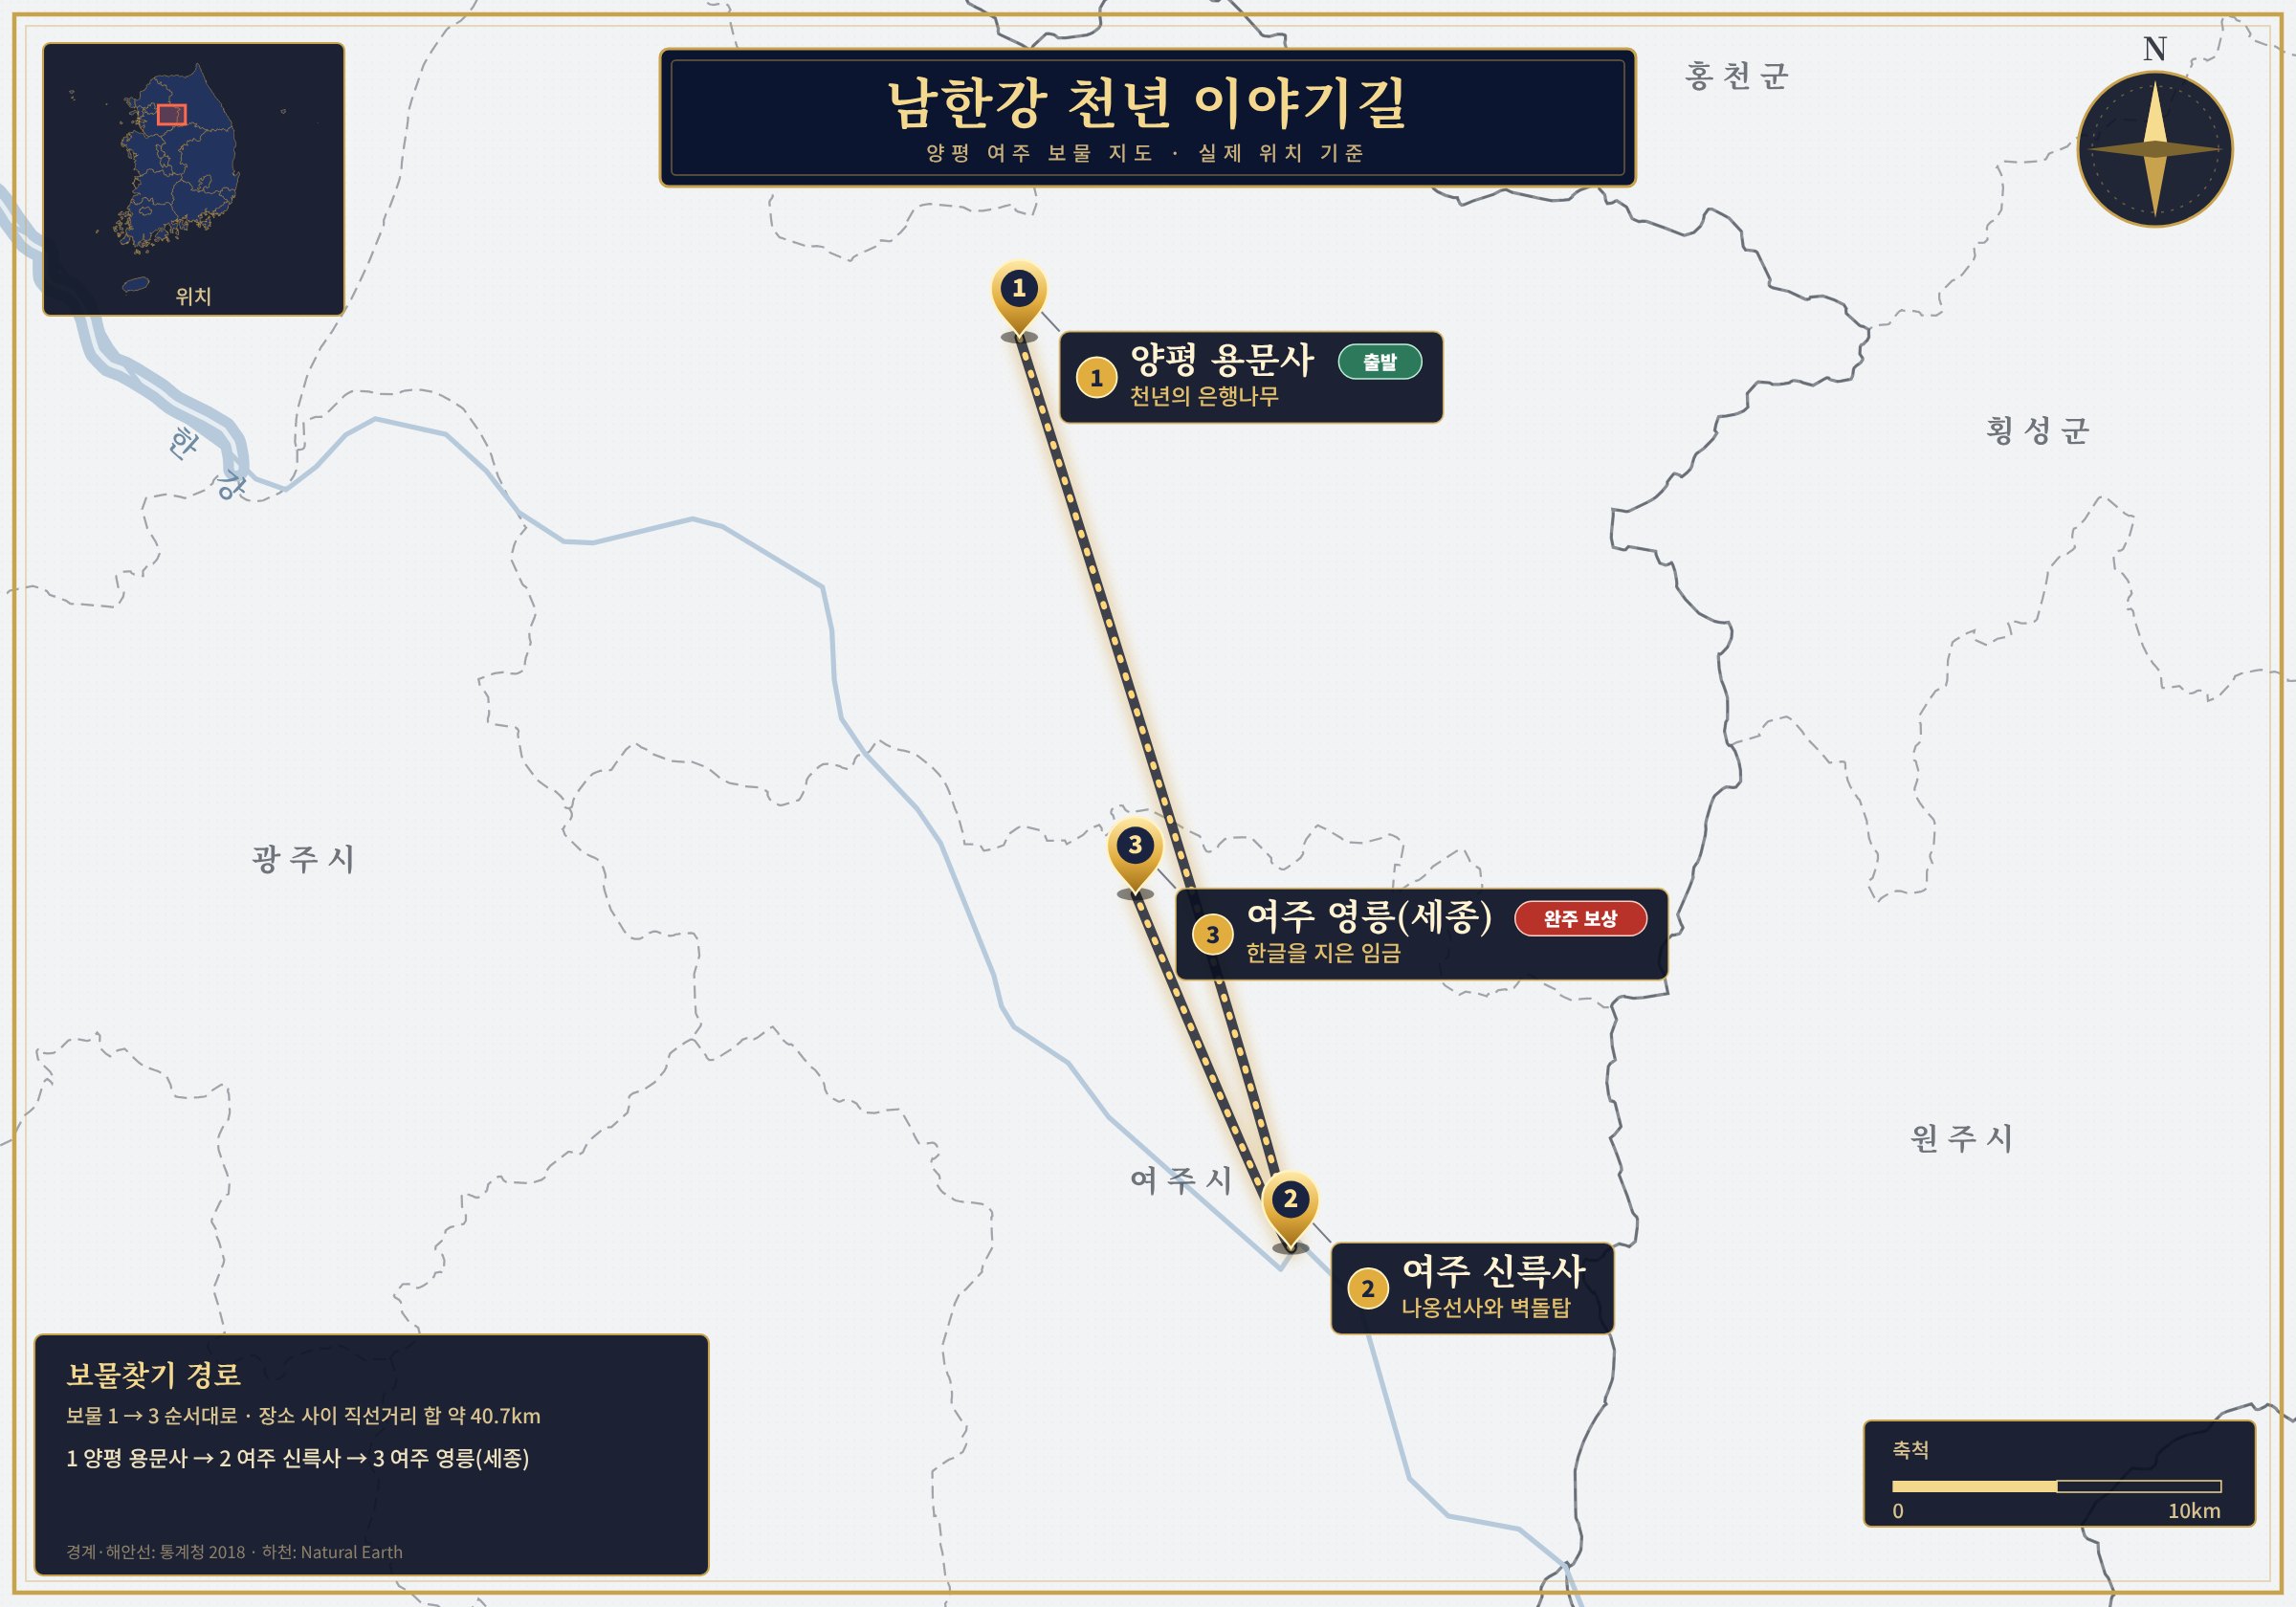 남한강 천년 이야기길
양평 여주 보물 지도 · 실제 위치 기준
위치
N
홍천군
횡성군
한강
1
1 양평 용문사 출발
천년의 은행나무
광주시
3
3 여주 영릉(세종) 완주 보상
한글을 지은 임금
여주시
원주시
2
2 여주 신륵사
나옹선사와 벽돌탑
보물찾기 경로
보물 1 → 3 순서대로 · 장소 사이 직선거리 합 약 40.7km
1 양평 용문사 → 2 여주 신륵사 → 3 여주 영릉(세종)
경계·해안선: 통계청 2018 · 하천: Natural Earth
축척
0 10km